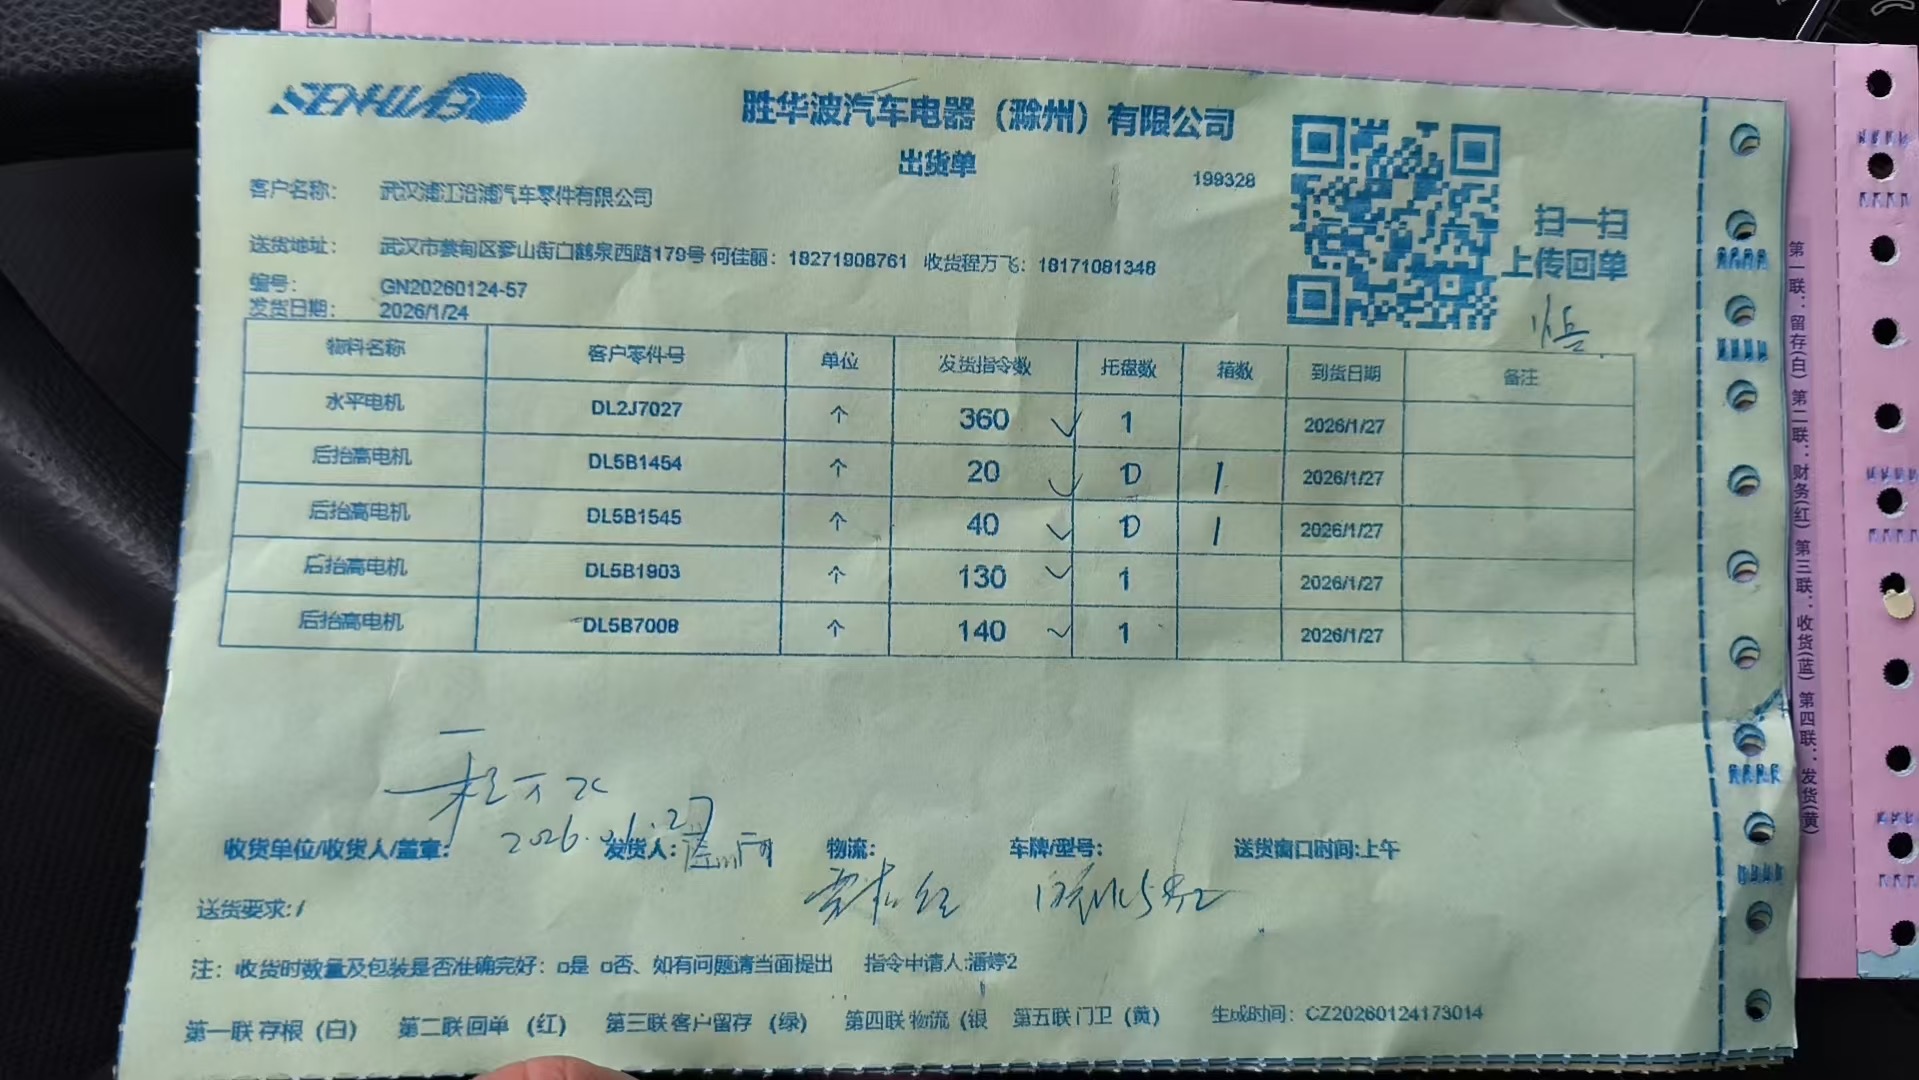 SENHUABO
胜华波汽车电器（滁州）有限公司
出货单
199328
扫一扫
上传回单
客户名称： 武汉浦江沿浦汽车零件有限公司
送货地址： 武汉市蔡甸区奓山街口鹤泉西路179号 何佳丽：18271908761 收货程万飞：18171081348
编号： GN20260124-57
发货日期： 2026/1/24
物料名称 客户零件号 单位 发货指令数 托盘数 箱数 到货日期 备注
水平电机 DL2J7027 个 360 ✓ 1 2026/1/27
后抬高电机 DL5B1454 个 20 ✓ 0 1 2026/1/27
后抬高电机 DL5B1545 个 40 ✓ 0 1 2026/1/27
后抬高电机 DL5B1903 个 130 ✓ 1 2026/1/27
后抬高电机 DL5B7008 个 140 ✓ 1 2026/1/27
程万飞
2026.01.27
收货单位/收货人/盖章： 发货人： 物流： 车牌/型号： 送货窗口时间:上午
送货要求:/
注：收货时数量及包装是否准确完好：□是 □否、如有问题请当面提出 指令申请人:潘婷2
第一联 存根 （白） 第二联 回单 （红） 第三联 客户留存 （绿） 第四联 物流 （银 第五联 门卫 （黄） 生成时间：CZ20260124173014
第一联：留存(白) 第二联：财务(红) 第三联：收货(蓝) 第四联：发货(黄)